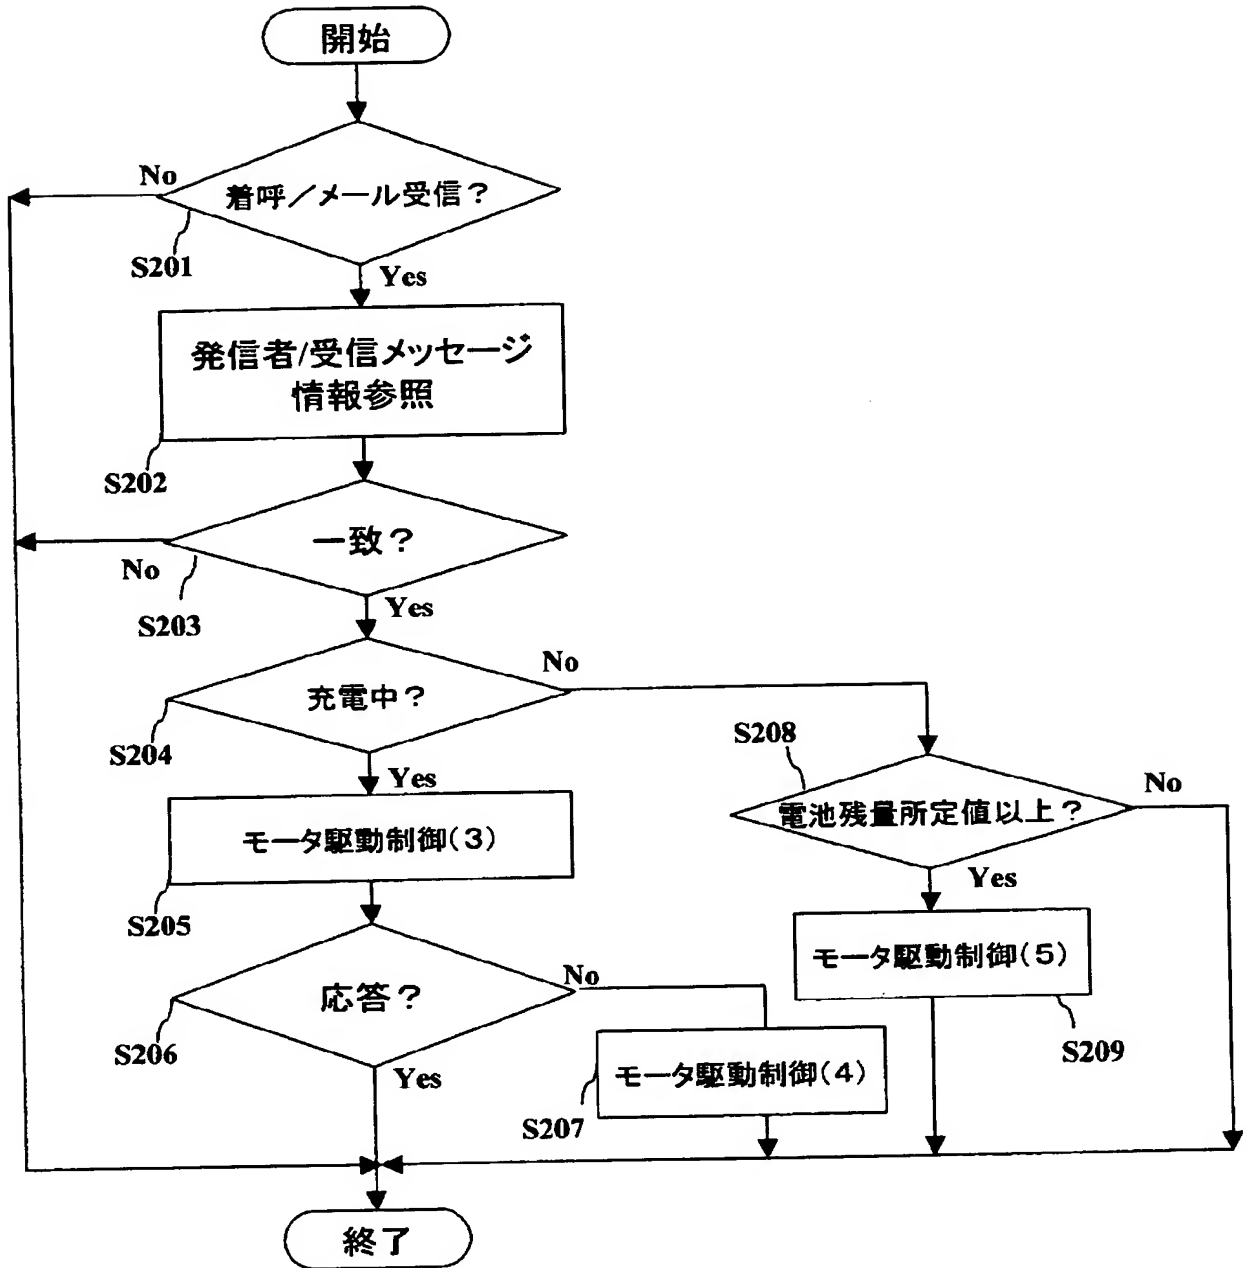 開始
No
着呼／メール受信？
S201
Yes
発信者/受信メッセージ
情報参照
S202
一致？
No
S203
Yes
No
充電中？
S204
Yes
S208
No
電池残量所定値以上？
モータ駆動制御(3)
Yes
S205
モータ駆動制御(5)
No
応答？
S209
S206
Yes
モータ駆動制御(4)
S207
終了